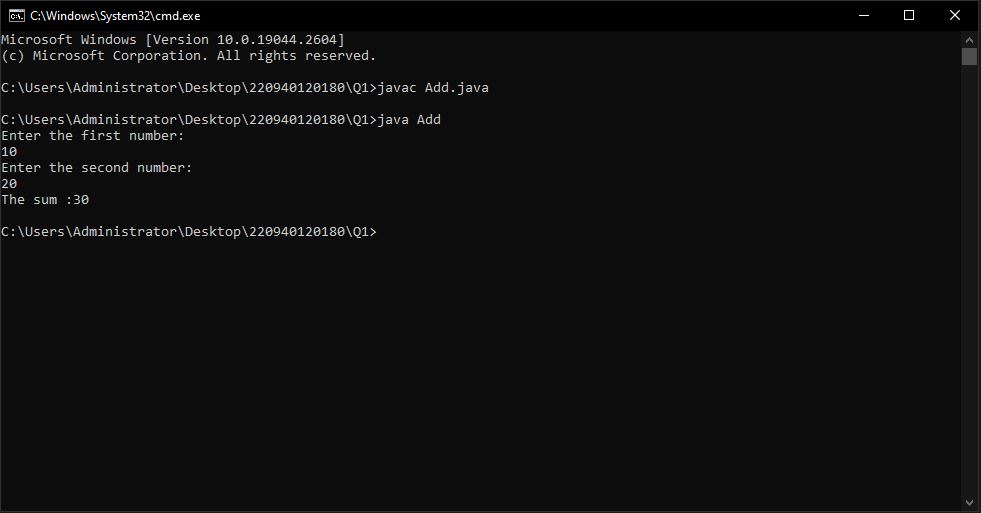 C:\Windows\System32\cmd.exe
Microsoft Windows [Version 10.0.19044.2604]
(c) Microsoft Corporation. All rights reserved.
C:\Users\Administrator\Desktop\220940120180\Q1>javac Add.java
C:\Users\Administrator\Desktop\220940120180\Q1>java Add
Enter the first number:
10
Enter the second number:
20
The sum :30
C:\Users\Administrator\Desktop\220940120180\Q1>